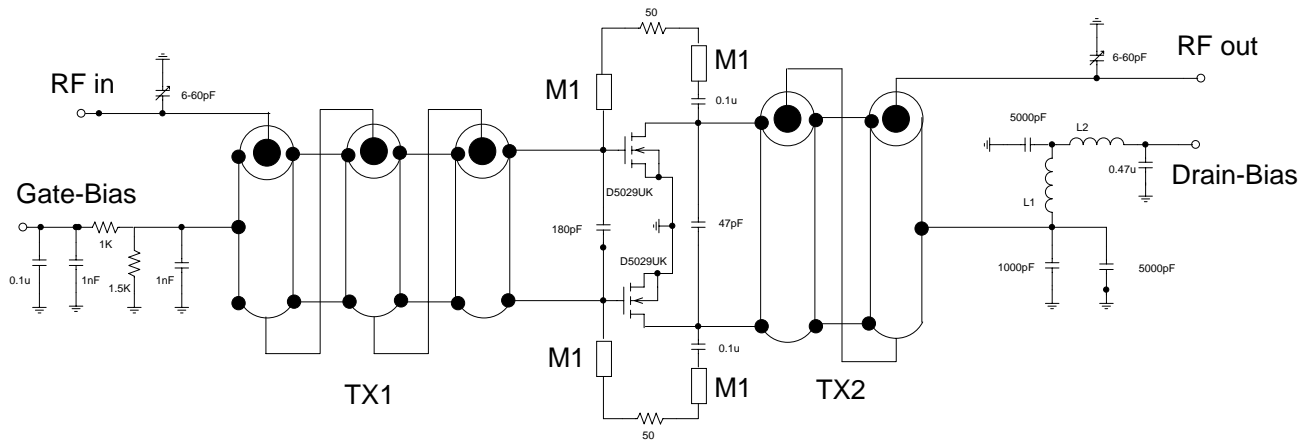 50
M1
M1
RF in
6-60pF
0.1u
6-60pF
RF out
5000pF
L2
0.47u
Drain-Bias
L1
Gate-Bias
D5029UK
1K
180pF
47pF
D5029UK
0.1u
1nF
1.5K
1nF
1000pF
5000pF
0.1u
M1
M1
TX1
TX2
50